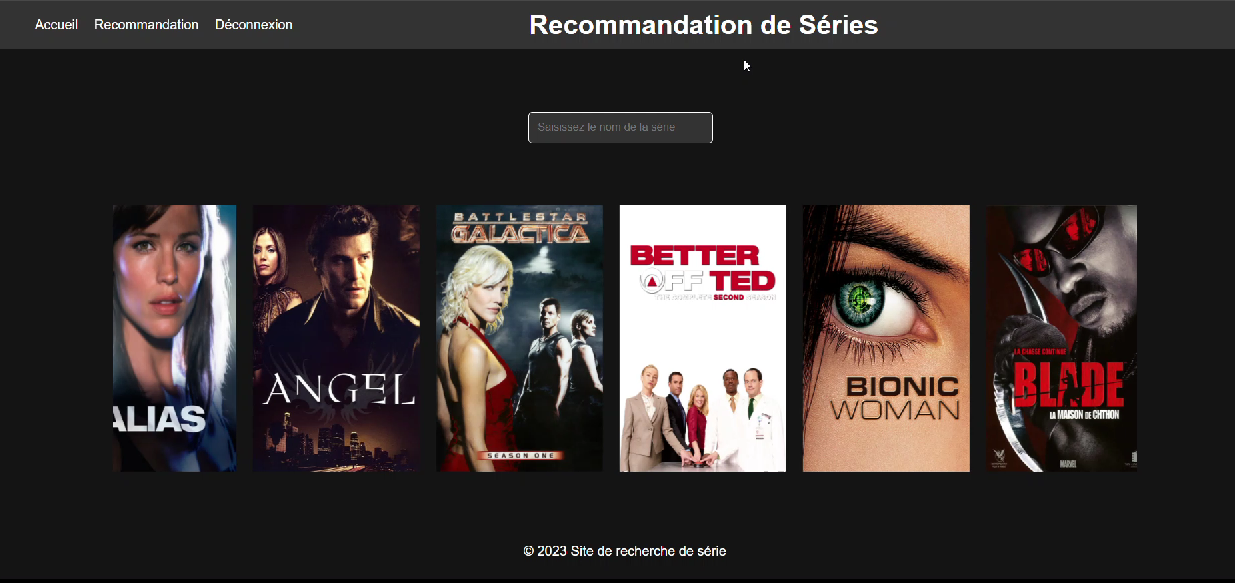 Accueil Recommandation Déconnexion
Recommandation de Séries
Saisissez le nom de la série
ALIAS
ANGEL
BATTLESTAR
GALACTICA
SEASON ONE
BETTER
OFF TED
THE COMPLETE SECOND SEASON
BIONIC
WOMAN
BLADE
LA MAISON DE CHTHON
MARVEL
© 2023 Site de recherche de série